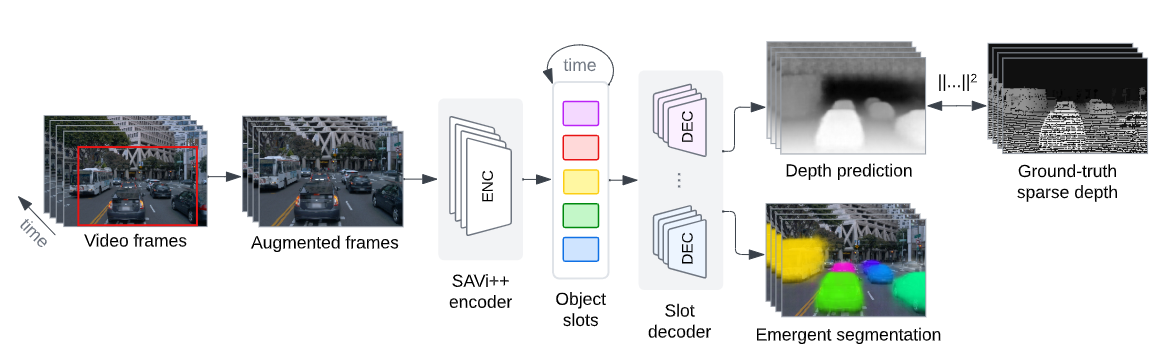 time
Video frames
Augmented frames
ENC
SAVi++
encoder
time
Object
slots
DEC
...
DEC
Slot
decoder
Depth prediction
||...||²
Ground-truth
sparse depth
Emergent segmentation